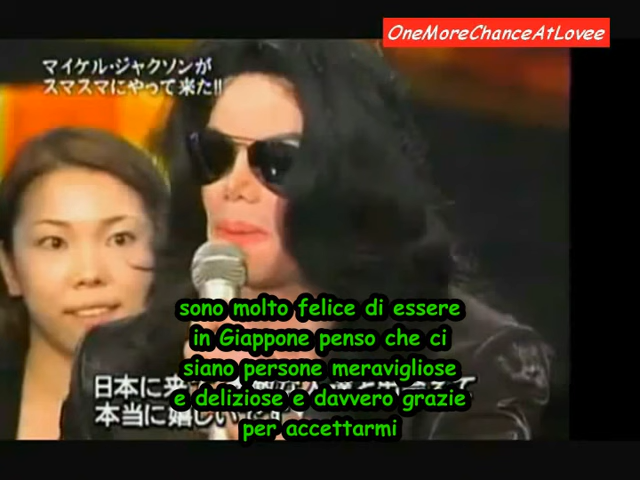 OneMoreChanceAtLovee
マイケル・ジャクソンが
スマスマにやって来た!!
sono molto felice di essere
in Giappone penso che ci
siano persone meravigliose
e deliziose e davvero grazie
per accettarmi
日本に来
本当に嬉しいです